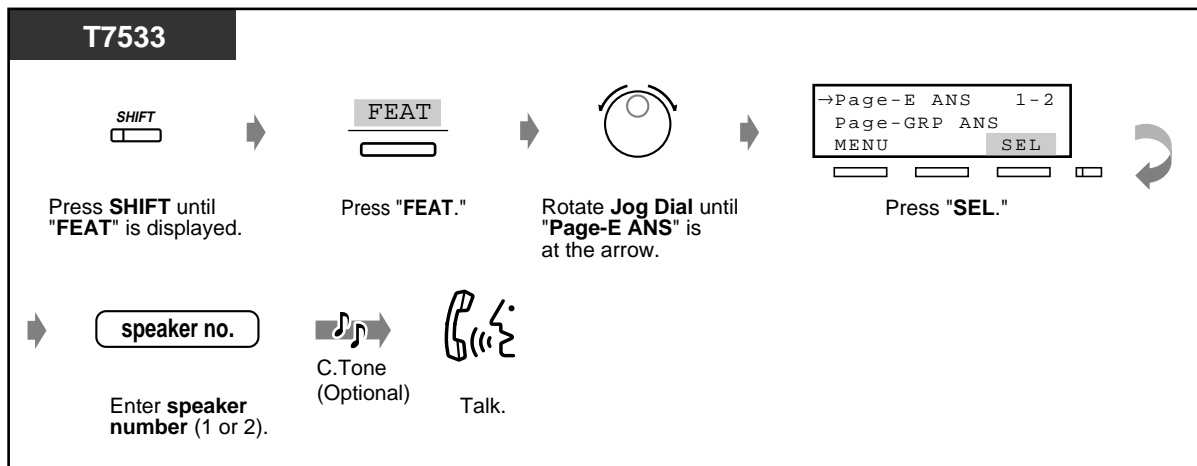 T7533
SHIFT
FEAT
→Page-E ANS 1-2
Page-GRP ANS
MENU SEL
Press SHIFT until
"FEAT" is displayed.
Press "FEAT."
Rotate Jog Dial until
"Page-E ANS" is
at the arrow.
Press "SEL."
speaker no.
C.Tone
(Optional)
Enter speaker
number (1 or 2).
Talk.